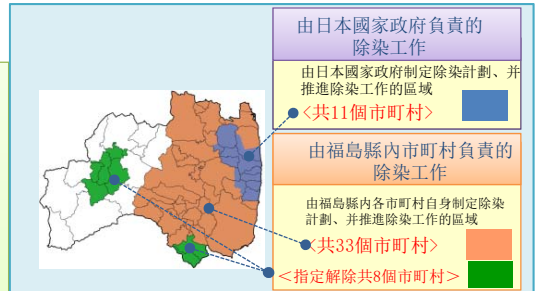 由日本國家政府負責的
除染工作
由日本國家政府制定除染計劃、并
推進除染工作的區域
<共11個市町村>
由福島縣內市町村負責的
除染工作
由福島縣内各市町村自身制定除染
計劃、并推進除染工作的區域
<共33個市町村>
<指定解除共8個市町村>